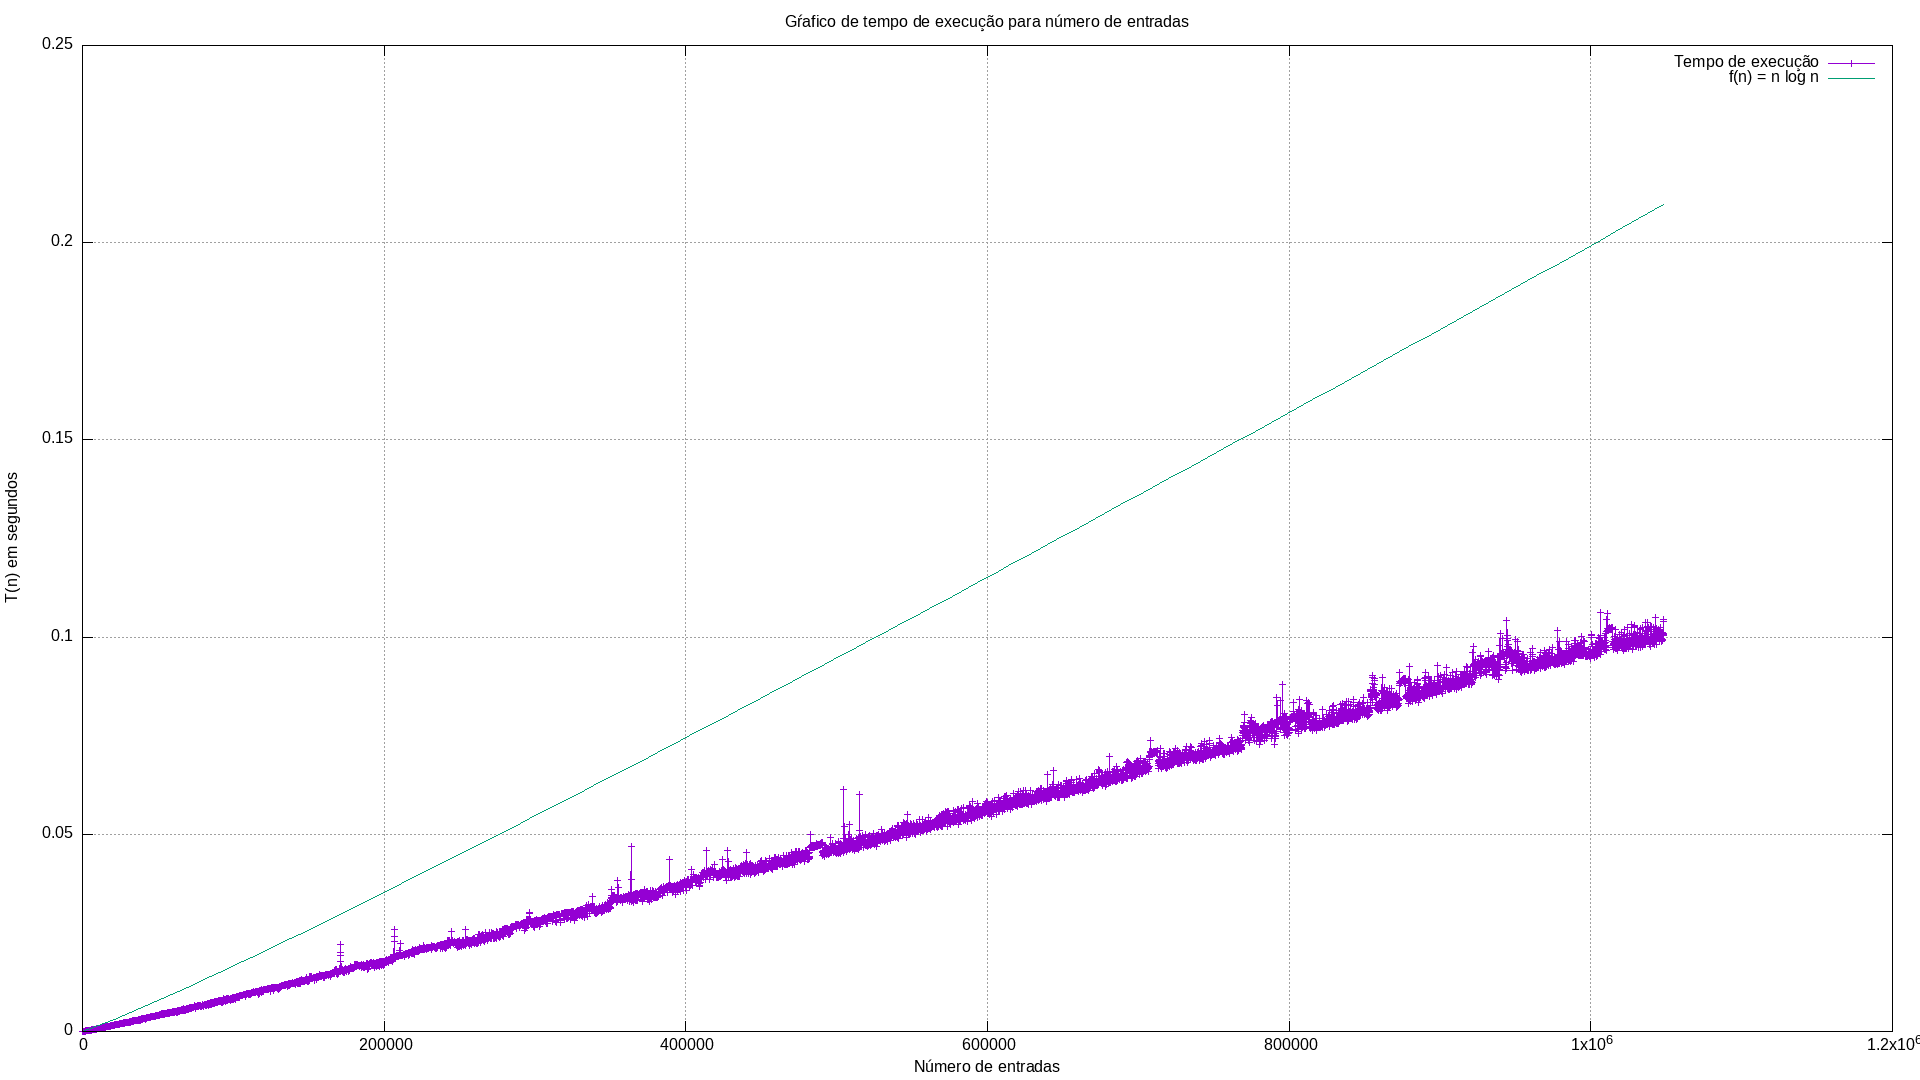 Gŕafico de tempo de execução para número de entradas
Tempo de execução
f(n) = n log n
T(n) em segundos
0.25
0.2
0.15
0.1
0.05
0
0 200000 400000 600000 800000 1x10⁶ 1.2x10⁶
Número de entradas